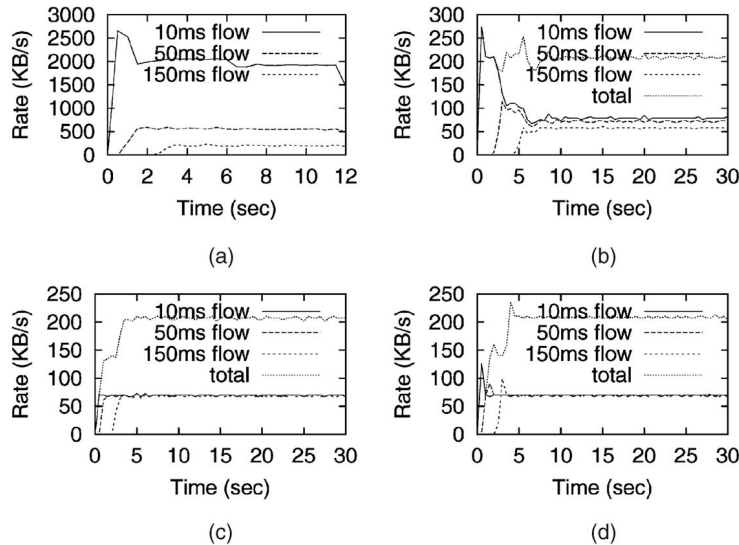 3000
2500
2000
1500
1000
500
0
Rate (KB/s)
10ms flow
50ms flow
150ms flow
0 2 4 6 8 10 12
Time (sec)
(a)
300
250
200
150
100
50
0
Rate (KB/s)
10ms flow
50ms flow
150ms flow
total
0 5 10 15 20 25 30
Time (sec)
(b)
250
200
150
100
50
0
Rate (KB/s)
10ms flow
50ms flow
150ms flow
total
0 5 10 15 20 25 30
Time (sec)
(c)
250
200
150
100
50
0
Rate (KB/s)
10ms flow
50ms flow
150ms flow
total
0 5 10 15 20 25 30
Time (sec)
(d)